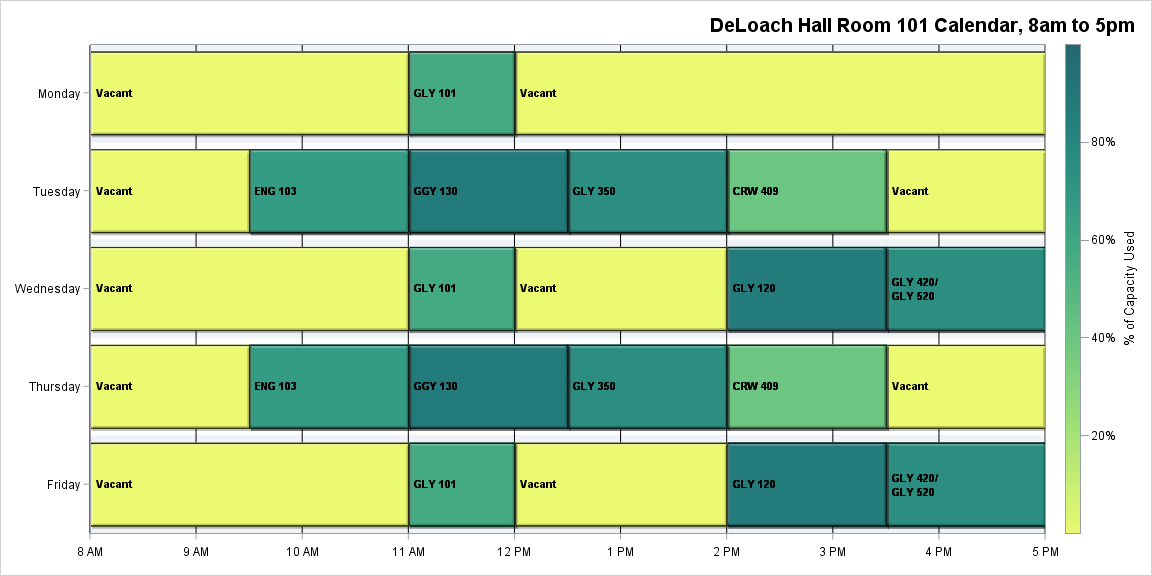 DeLoach Hall Room 101 Calendar, 8am to 5pm
Monday
Vacant
GLY 101
Vacant
Tuesday
Vacant
ENG 103
GGY 130
GLY 350
CRW 409
Vacant
Wednesday
Vacant
GLY 101
Vacant
GLY 120
GLY 420/
GLY 520
Thursday
Vacant
ENG 103
GGY 130
GLY 350
CRW 409
Vacant
Friday
Vacant
GLY 101
Vacant
GLY 120
GLY 420/
GLY 520
8 AM
9 AM
10 AM
11 AM
12 PM
1 PM
2 PM
3 PM
4 PM
5 PM
80%
60%
40%
20%
% of Capacity Used